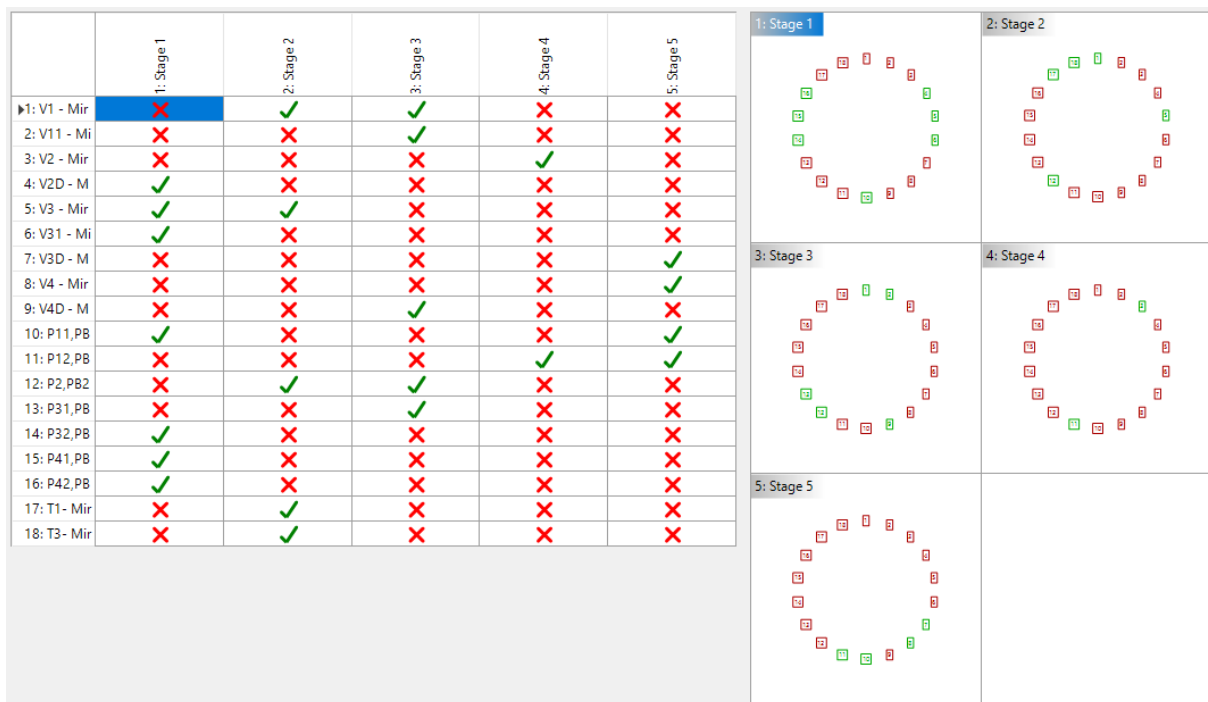 1: Stage 1
2: Stage 2
3: Stage 3
4: Stage 4
5: Stage 5
1: V1 - Mir
2: V11 - Mi
3: V2 - Mir
4: V2D - M
5: V3 - Mir
6: V31 - Mi
7: V3D - M
8: V4 - Mir
9: V4D - M
10: P11,PB
11: P12,PB
12: P2,PB2
13: P31,PB
14: P32,PB
15: P41,PB
16: P42,PB
17: T1- Mir
18: T3- Mir
1: Stage 1
2: Stage 2
3: Stage 3
4: Stage 4
5: Stage 5